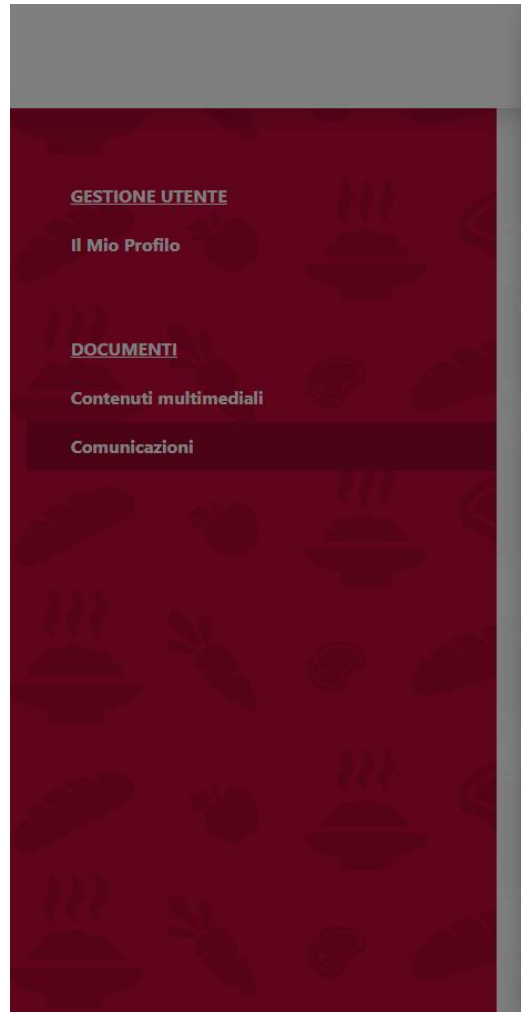 GESTIONE UTENTE
Il Mio Profilo
DOCUMENTI
Contenuti multimediali
Comunicazioni